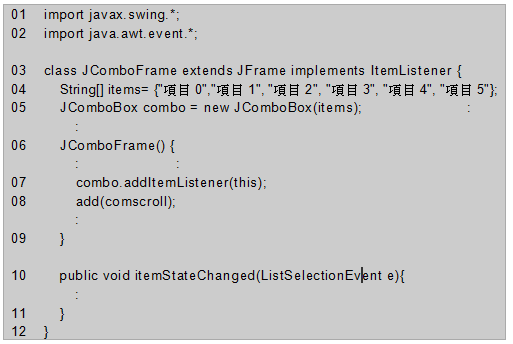 01 import javax.swing.*;
02 import java.awt.event.*;
03 class JComboFrame extends JFrame implements ItemListener {
04 String[] items= {"項目 0","項目 1", "項目 2", "項目 3", "項目 4", "項目 5"};
05 JComboBox combo = new JComboBox(items); :
:
06 JComboFrame() {
: :
07 combo.addItemListener(this);
08 add(comscroll);
:
09 }
10 public void itemStateChanged(ListSelectionEvent e){
:
11 }
12 }